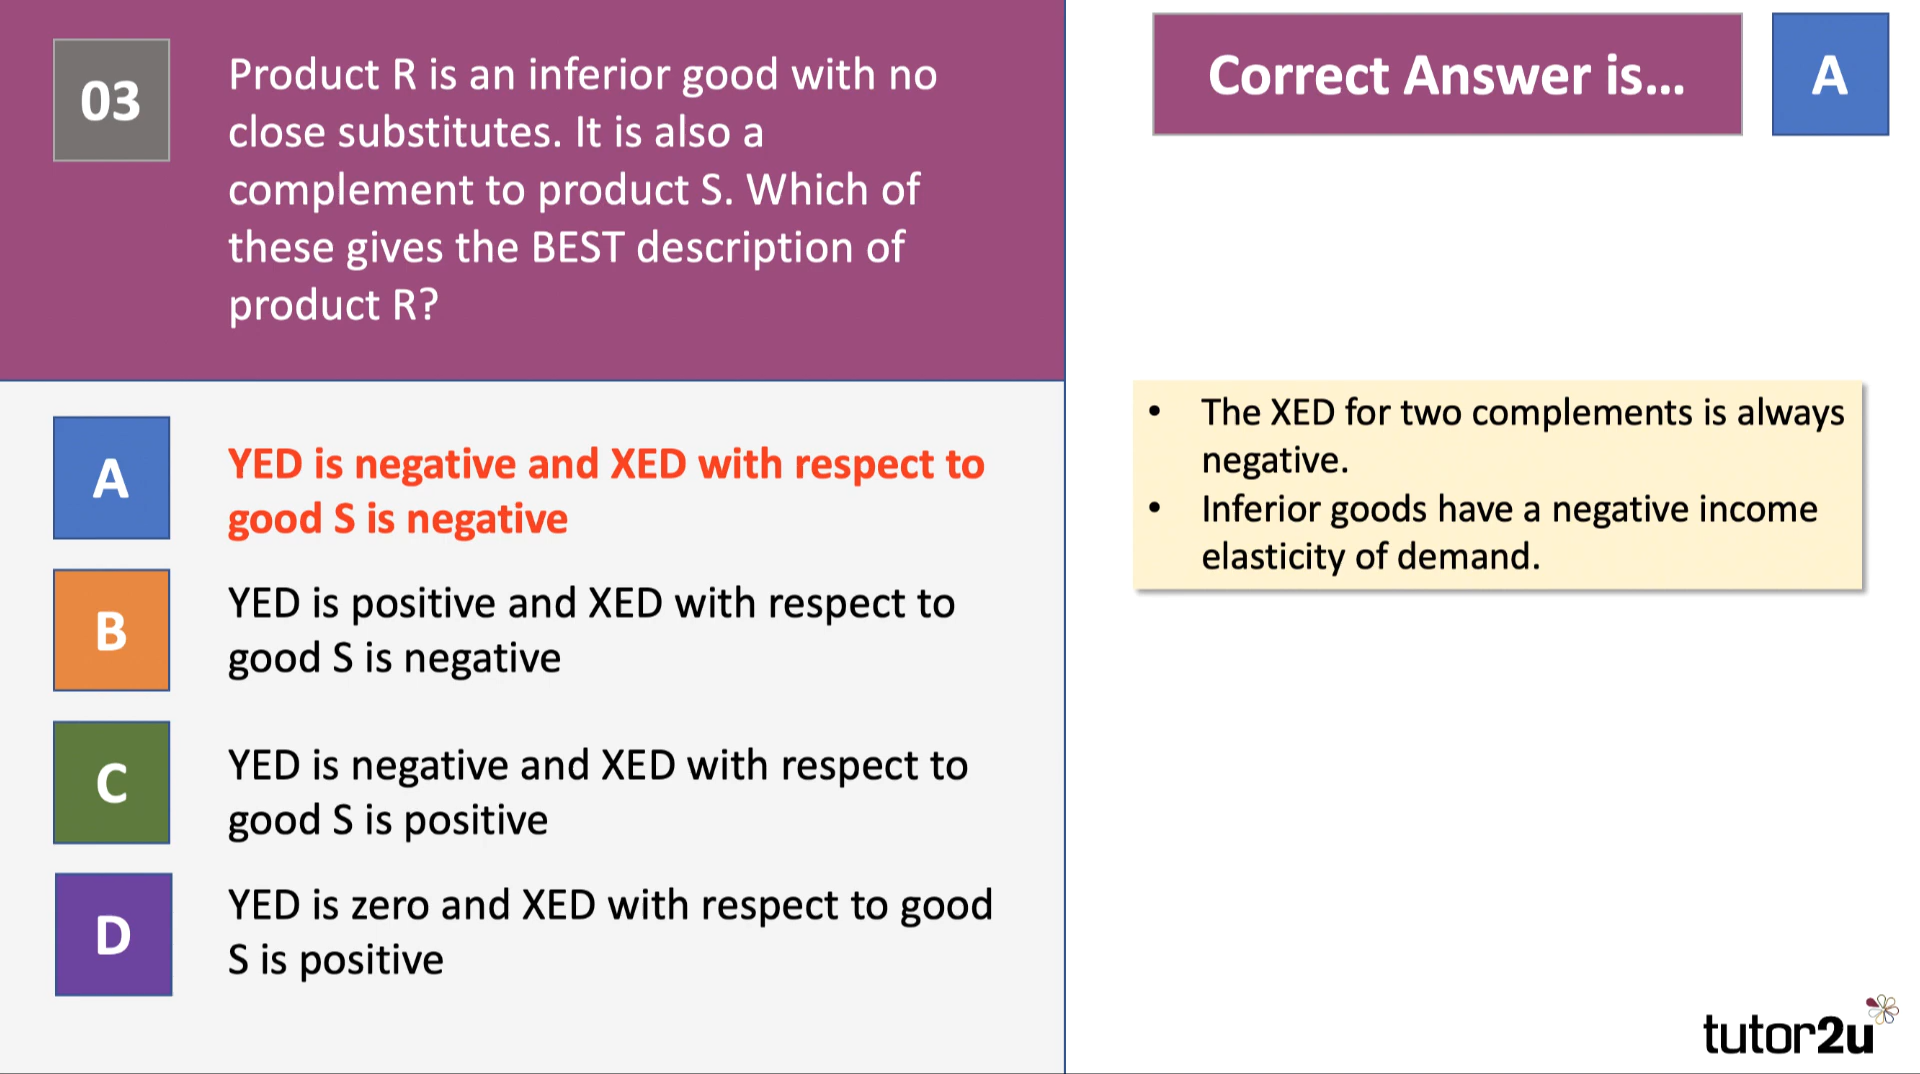 03
Product R is an inferior good with no
close substitutes. It is also a
complement to product S. Which of
these gives the BEST description of
product R?
A
YED is negative and XED with respect to
good S is negative
B
YED is positive and XED with respect to
good S is negative
C
YED is negative and XED with respect to
good S is positive
D
YED is zero and XED with respect to good
S is positive
Correct Answer is...
A
• The XED for two complements is always
negative.
• Inferior goods have a negative income
elasticity of demand.
tutor2u